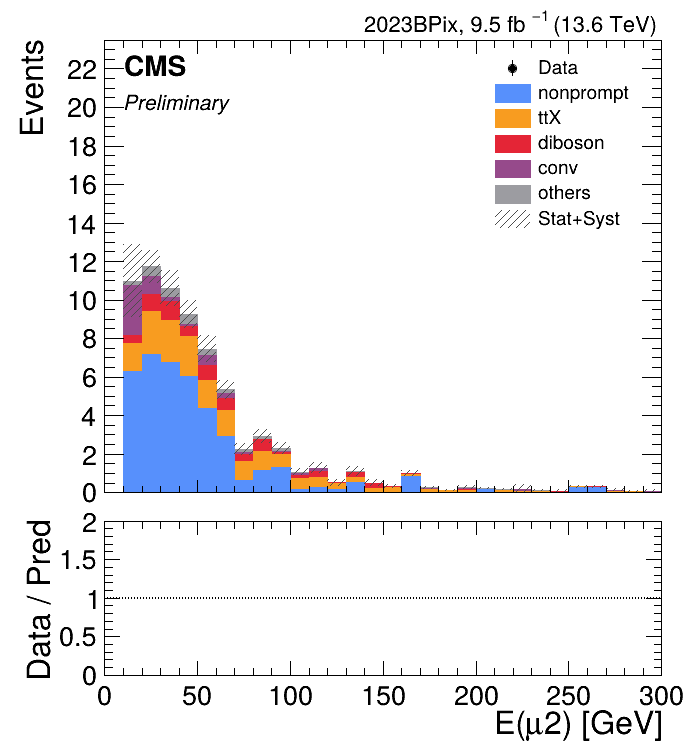 2023BPix, 9.5 fb⁻¹ (13.6 TeV)
Events
CMS
Preliminary
Data
nonprompt
ttX
diboson
conv
others
Stat+Syst
22
20
18
16
14
12
10
8
6
4
2
0
Data / Pred
2
1.5
1
0.5
0
0 50 100 150 200 250 300
E(μ2) [GeV]